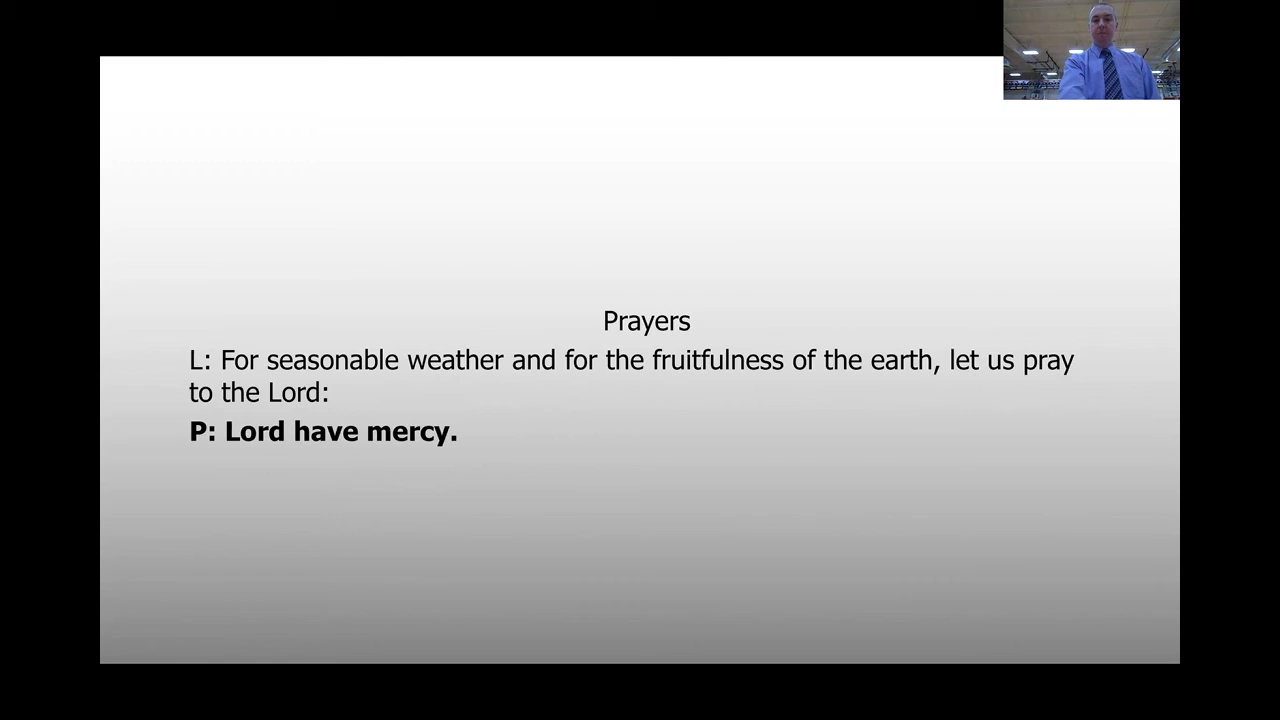 Prayers
L: For seasonable weather and for the fruitfulness of the earth, let us pray
to the Lord:
P: Lord have mercy.